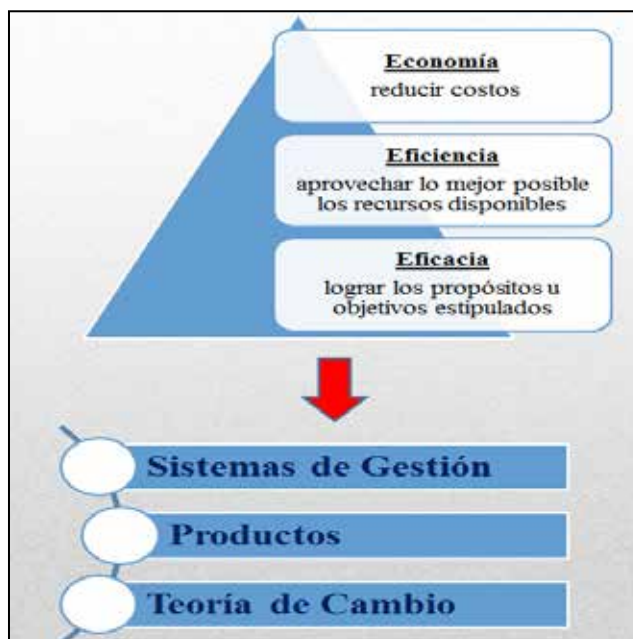 Economía
reducir costos
Eficiencia
aprovechar lo mejor posible
los recursos disponibles
Eficacia
lograr los propósitos u
objetivos estipulados
Sistemas de Gestión
Productos
Teoría de Cambio